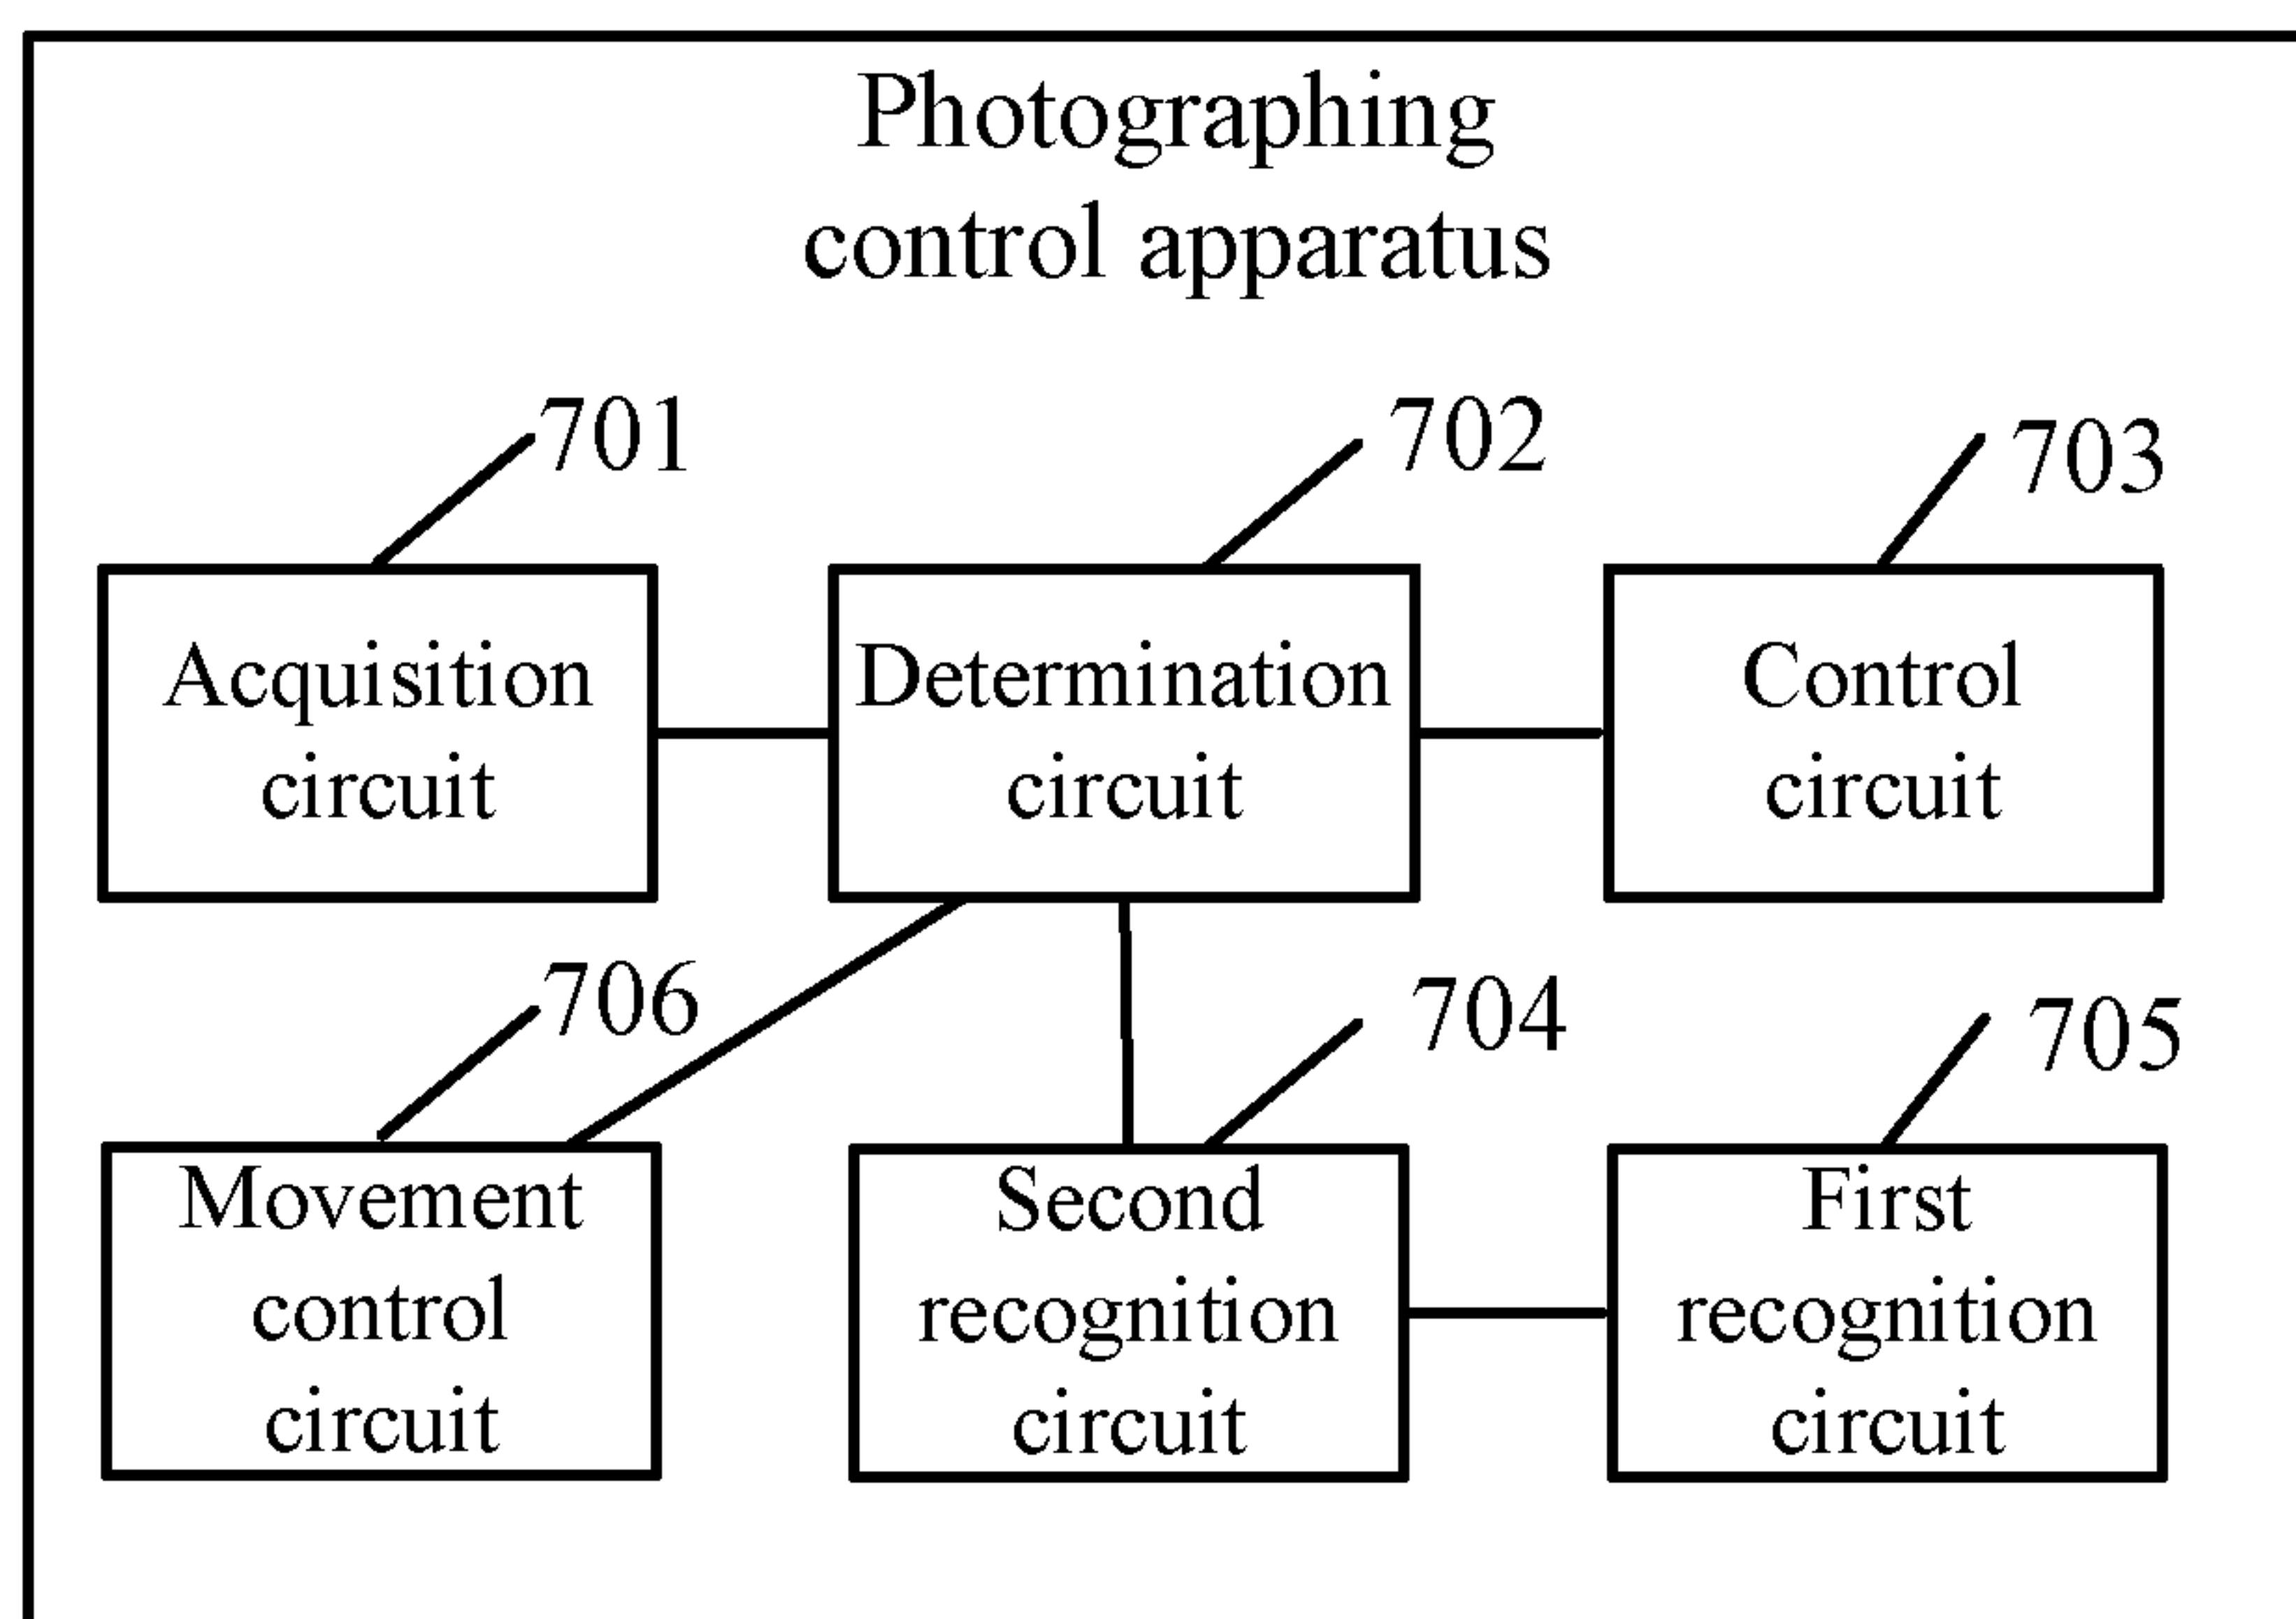 Photographing
control apparatus
701
702
703
Acquisition
circuit
Determination
circuit
Control
circuit
706
704
705
Movement
control
circuit
Second
recognition
circuit
First
recognition
circuit